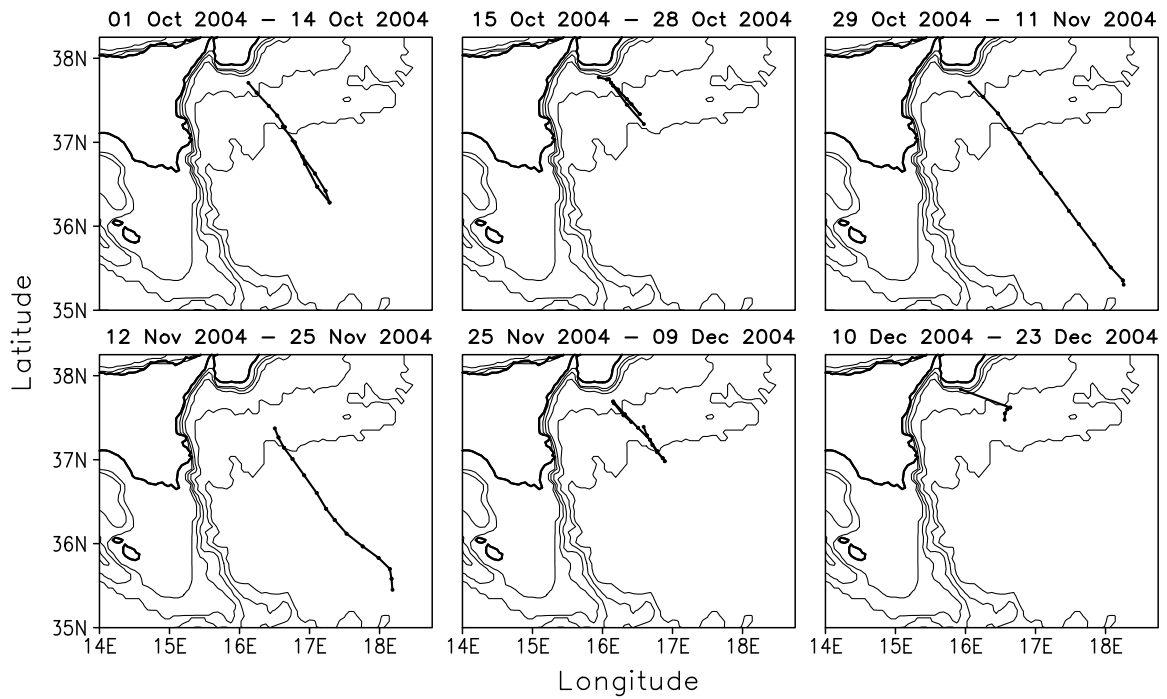 01 Oct 2004 – 14 Oct 2004
15 Oct 2004 – 28 Oct 2004
29 Oct 2004 – 11 Nov 2004
38N
37N
36N
35N
12 Nov 2004 – 25 Nov 2004
25 Nov 2004 – 09 Dec 2004
10 Dec 2004 – 23 Dec 2004
Latitude
38N
37N
36N
35N
14E 15E 16E 17E 18E
14E 15E 16E 17E 18E
14E 15E 16E 17E 18E
Longitude